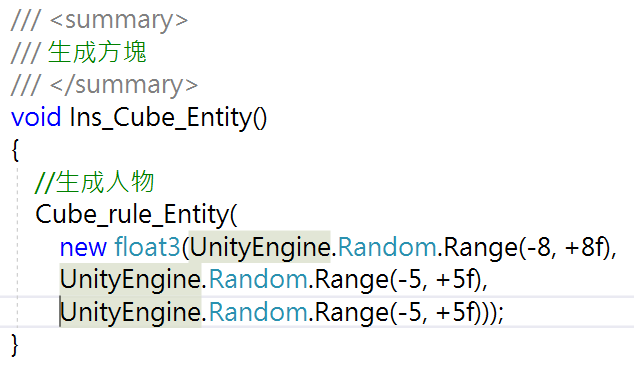 /// <summary>
/// 生成方塊
/// </summary>
void Ins_Cube_Entity()
{
//生成人物
Cube_rule_Entity(
new float3(UnityEngine.Random.Range(-8, +8f),
UnityEngine.Random.Range(-5, +5f),
UnityEngine.Random.Range(-5, +5f)));
}